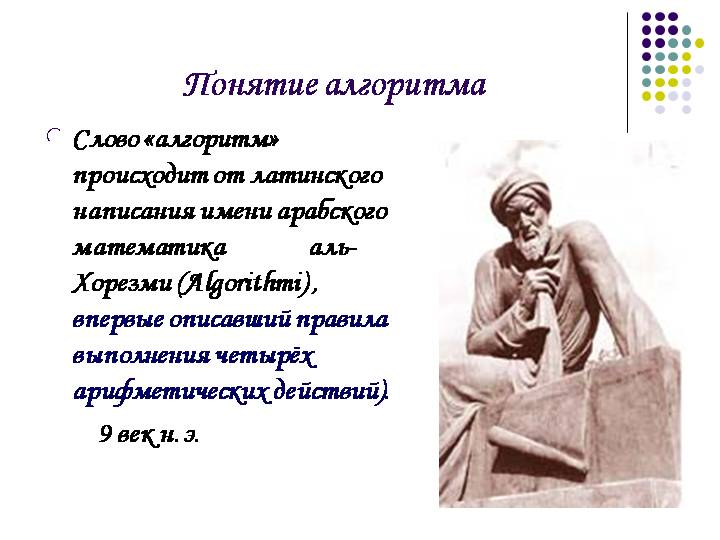 Понятие алгоритма
Слово «алгоритм»
происходит от латинского
написания имени арабского
математика аль-
Хорезми (Algorithmi) ,
впервые описавший правила
выполнения четырёх
арифметических действий).
9 век н. э.